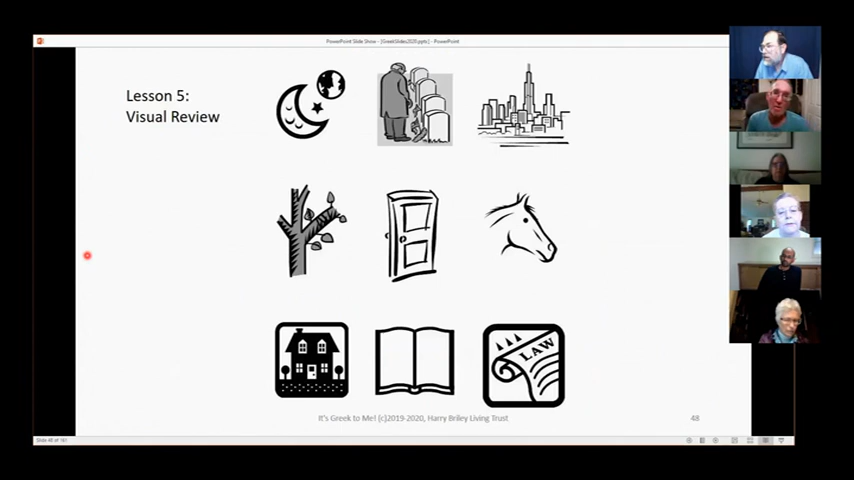 PowerPoint Slide Show - [GreekSlides2020.pptx] - PowerPoint
Lesson 5:
Visual Review
LAW
It's Greek to Me! (c)2019-2020, Harry Briley Living Trust
48
Slide 48 of 161